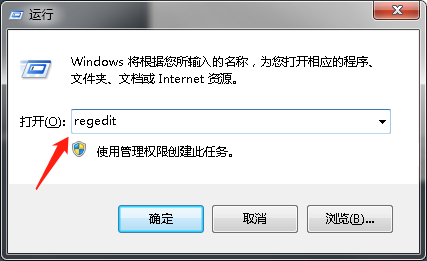 运行
Windows 将根据您所输入的名称，为您打开相应的程序、
文件夹、文档或 Internet 资源。
打开(O): regedit
使用管理权限创建此任务。
确定 取消 浏览(B)...